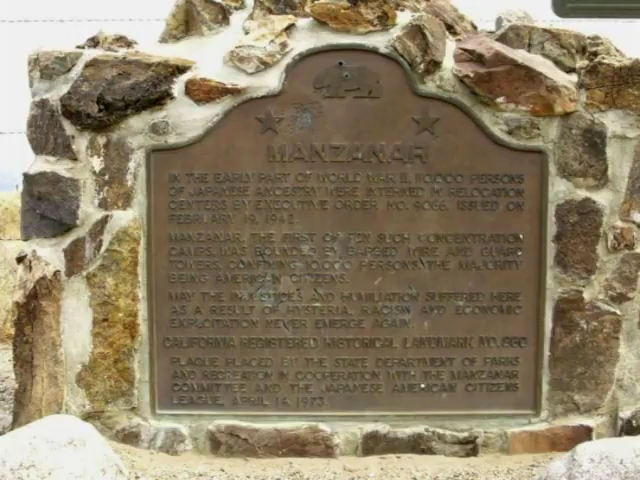 MANZANAR
IN THE EARLY PART OF WORLD WAR II, 110,000 PERSONS
OF JAPANESE ANCESTRY WERE INTERNED IN RELOCATION
CENTERS BY EXECUTIVE ORDER NO. 9066, ISSUED ON
FEBRUARY 19, 1942.
MANZANAR, THE FIRST OF TEN SUCH CONCENTRATION
CAMPS, WAS BOUNDED BY BARBED WIRE AND GUARD
TOWERS, CONFINING 10,000 PERSONS, THE MAJORITY
BEING AMERICAN CITIZENS.
MAY THE INJUSTICES AND HUMILIATION SUFFERED HERE
AS A RESULT OF HYSTERIA, RACISM AND ECONOMIC
EXPLOITATION NEVER EMERGE AGAIN.
CALIFORNIA REGISTERED HISTORICAL LANDMARK NO. 850
PLAQUE PLACED BY THE STATE DEPARTMENT OF PARKS
AND RECREATION IN COOPERATION WITH THE MANZANAR
COMMITTEE AND THE JAPANESE AMERICAN CITIZENS
LEAGUE, APRIL 14, 1973.